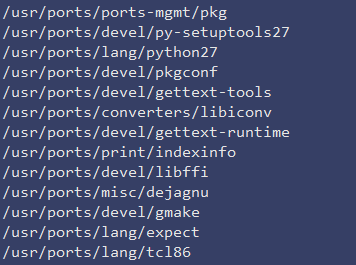 /usr/ports/ports-mgmt/pkg
/usr/ports/devel/py-setuptools27
/usr/ports/lang/python27
/usr/ports/devel/pkgconf
/usr/ports/devel/gettext-tools
/usr/ports/converters/libiconv
/usr/ports/devel/gettext-runtime
/usr/ports/print/indexinfo
/usr/ports/devel/libffi
/usr/ports/misc/dejagnu
/usr/ports/devel/gmake
/usr/ports/lang/expect
/usr/ports/lang/tcl86